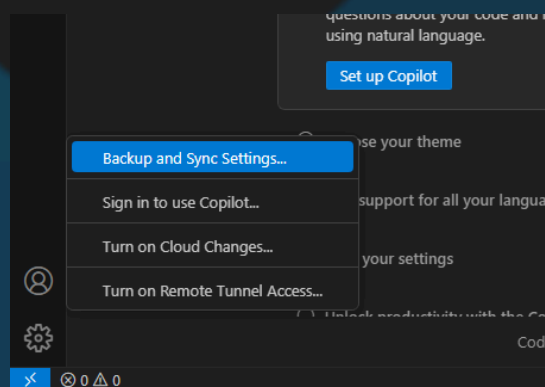 questions about your code and
using natural language.
Set up Copilot
ose your theme
Backup and Sync Settings...
Sign in to use Copilot...
support for all your langua
Turn on Cloud Changes...
your settings
Turn on Remote Tunnel Access...
Unlock productivity with the Co
Cod
0 0